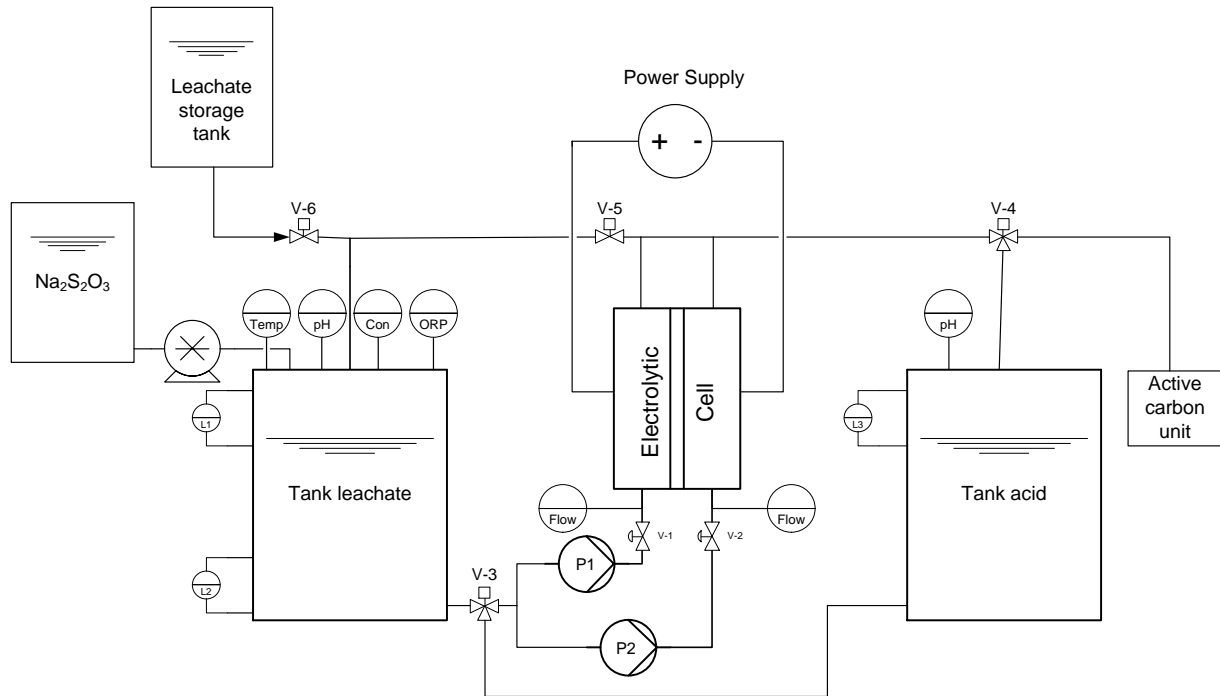 Leachate
storage
tank
Power Supply
+ -
V-6
V-5
V-4
Na₂S₂O₃
Temp
pH
Con
ORP
pH
Electrolytic
Cell
Active
carbon
unit
L1
L3
Tank leachate
Tank acid
Flow
Flow
V-1
V-2
P1
L2
V-3
P2